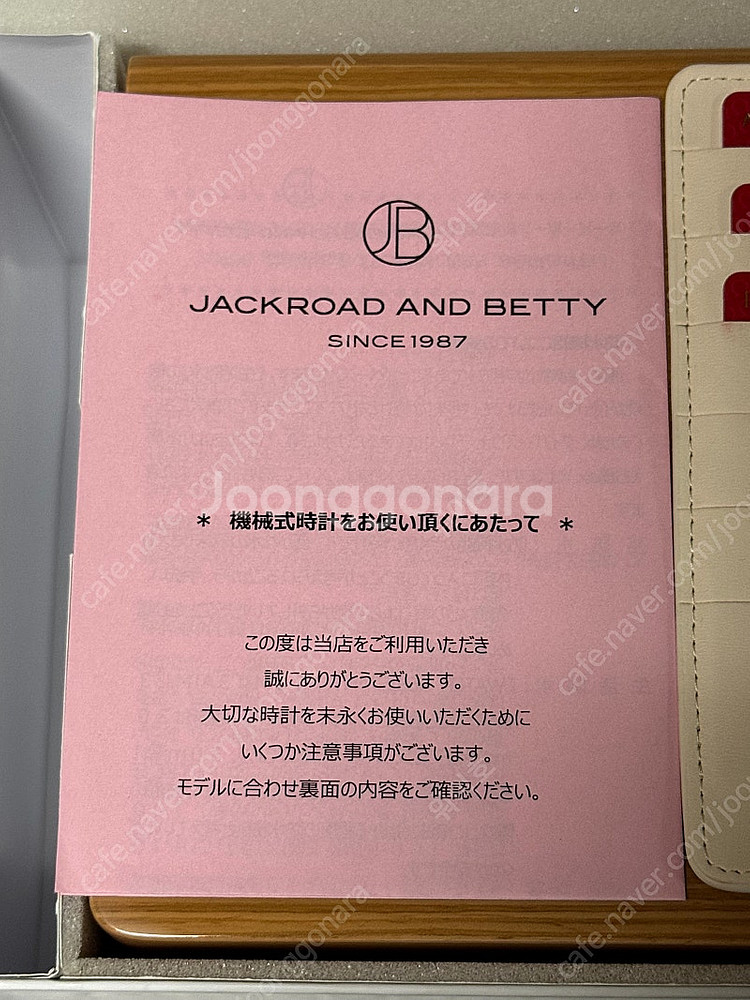 JB
JACKROAD AND BETTY
SINCE1987
Joonggonara
* 機械式時計をお使い頂くにあたって *
この度は当店をご利用いただき
誠にありがとうございます。
大切な時計を末永くお使いいただくために
いくつか注意事項がございます。
モデルに合わせ裏面の内容をご確認ください。
cafe.naver.com/joonggonara